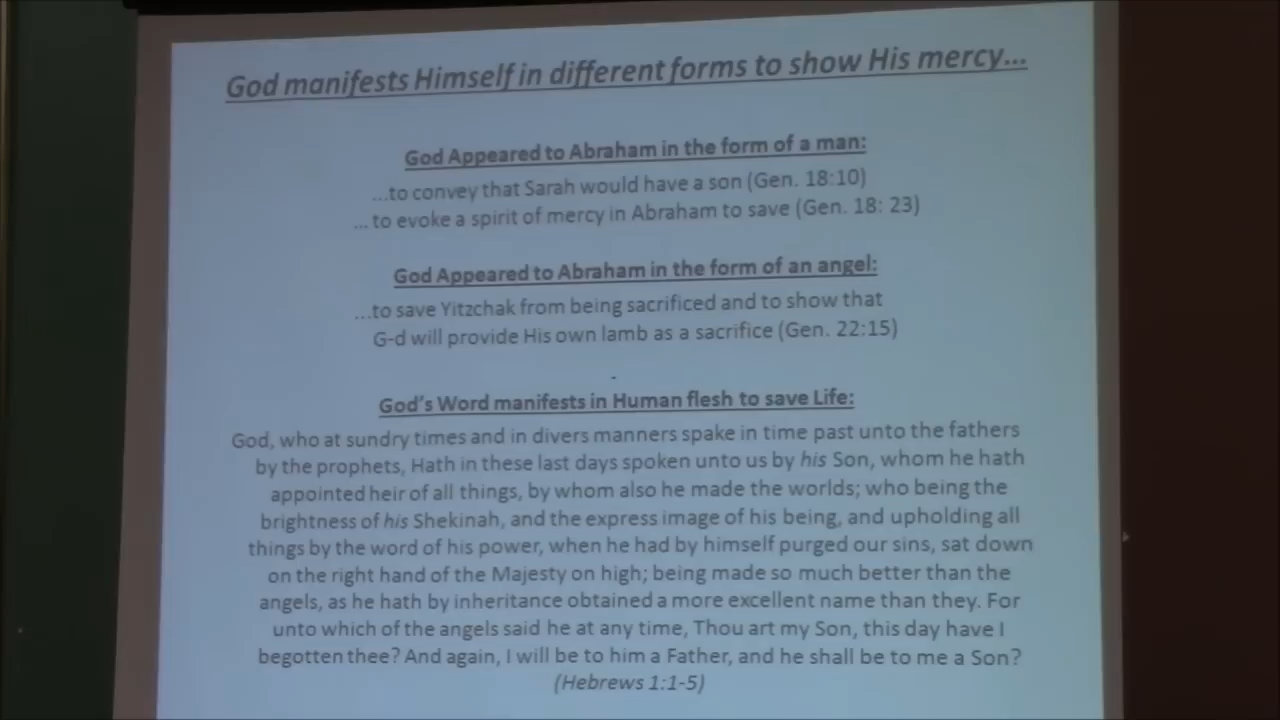 God manifests Himself in different forms to show His mercy...
God Appeared to Abraham in the form of a man:
...to convey that Sarah would have a son (Gen. 18:10)
... to evoke a spirit of mercy in Abraham to save (Gen. 18: 23)
God Appeared to Abraham in the form of an angel:
...to save Yitzchak from being sacrificed and to show that
G-d will provide His own lamb as a sacrifice (Gen. 22:15)
God's Word manifests in Human flesh to save Life:
God, who at sundry times and in divers manners spake in time past unto the fathers
by the prophets, Hath in these last days spoken unto us by his Son, whom he hath
appointed heir of all things, by whom also he made the worlds; who being the
brightness of his Shekinah, and the express image of his being, and upholding all
things by the word of his power, when he had by himself purged our sins, sat down
on the right hand of the Majesty on high; being made so much better than the
angels, as he hath by inheritance obtained a more excellent name than they. For
unto which of the angels said he at any time, Thou art my Son, this day have I
begotten thee? And again, I will be to him a Father, and he shall be to me a Son?
(Hebrews 1:1-5)